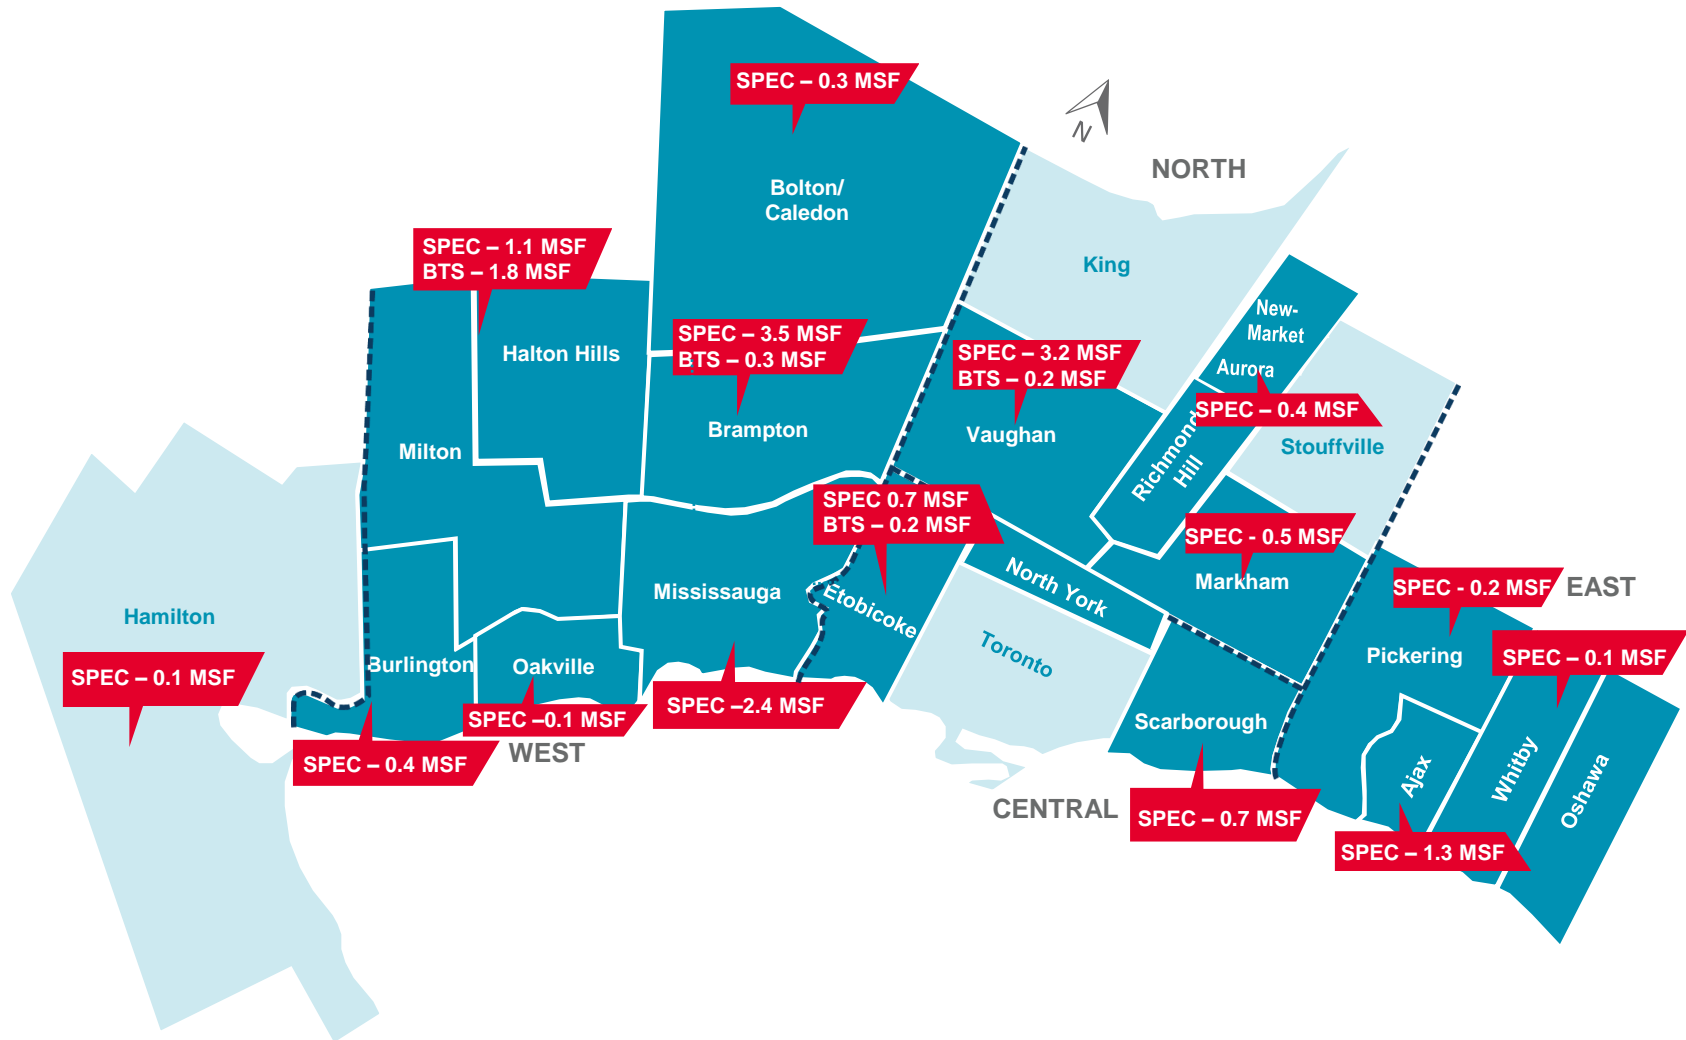 SPEC – 0.3 MSF
N
NORTH
Bolton/
Caledon
SPEC – 1.1 MSF
BTS – 1.8 MSF
King
New-
Market
Aurora
Halton Hills
SPEC – 3.5 MSF
BTS – 0.3 MSF
SPEC – 3.2 MSF
BTS – 0.2 MSF
SPEC – 0.4 MSF
Milton
Brampton
Vaughan
Richmond
Hill
Stouffville
SPEC 0.7 MSF
BTS – 0.2 MSF
SPEC - 0.5 MSF
Markham
North York
Mississauga
Etobicoke
SPEC - 0.2 MSF
EAST
Hamilton
Toronto
Pickering
SPEC – 0.1 MSF
SPEC – 0.1 MSF
Burlington
Oakville
SPEC –0.1 MSF
SPEC –2.4 MSF
Scarborough
WEST
SPEC – 0.4 MSF
CENTRAL
SPEC – 0.7 MSF
Ajax
Whitby
Oshawa
SPEC – 1.3 MSF